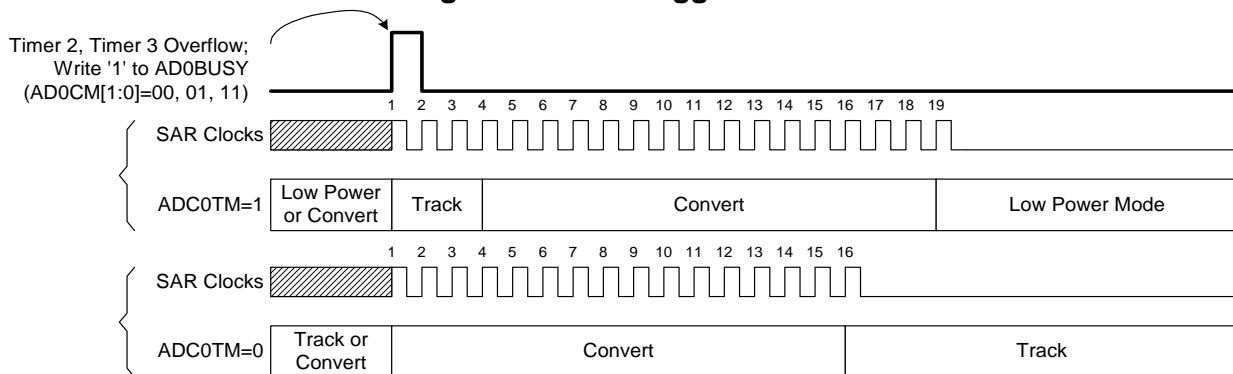 Timer 2, Timer 3 Overflow;
Write '1' to AD0BUSY
(AD0CM[1:0]=00, 01, 11)
1 2 3 4 5 6 7 8 9 10 11 12 13 14 15 16 17 18 19
SAR Clocks
ADC0TM=1
Low Power
or Convert
Track
Convert
Low Power Mode
1 2 3 4 5 6 7 8 9 10 11 12 13 14 15 16
SAR Clocks
ADC0TM=0
Track or
Convert
Convert
Track